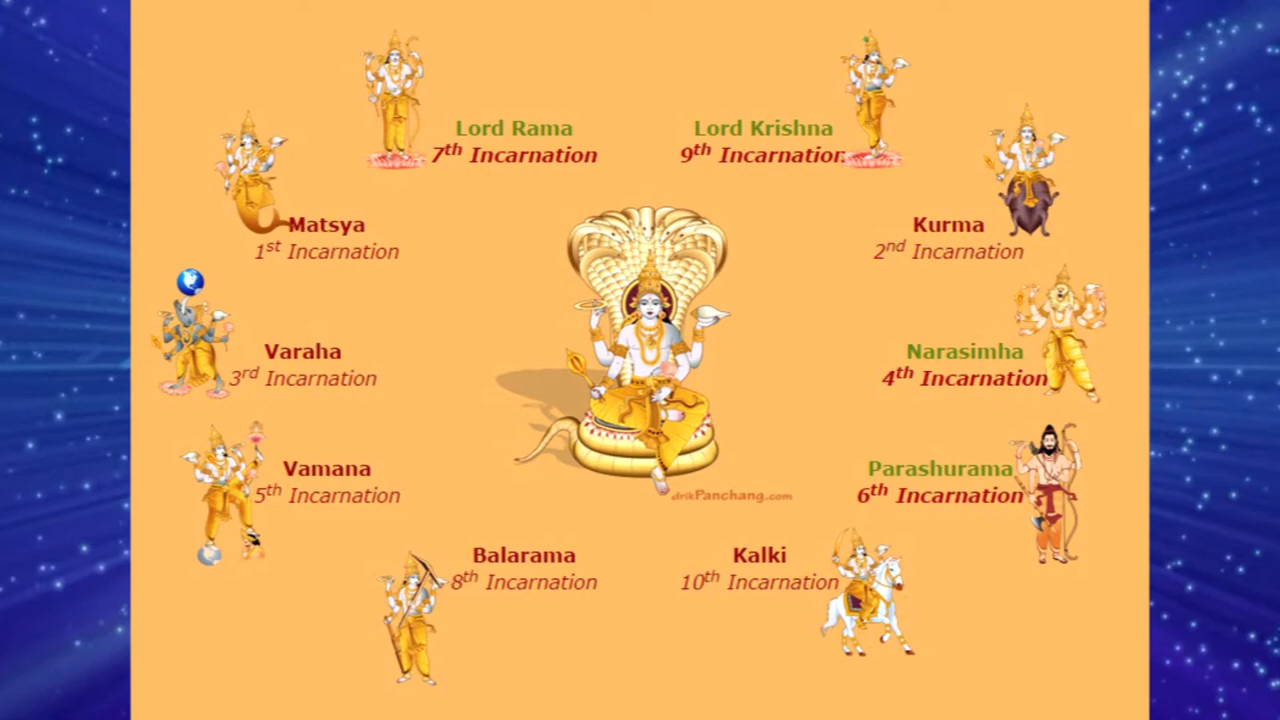 Lord Rama
7th Incarnation
Lord Krishna
9th Incarnation
Matsya
1st Incarnation
Kurma
2nd Incarnation
Varaha
3rd Incarnation
Narasimha
4th Incarnation
Vamana
5th Incarnation
Parashurama
6th Incarnation
drikPanchang.com
Balarama
8th Incarnation
Kalki
10th Incarnation